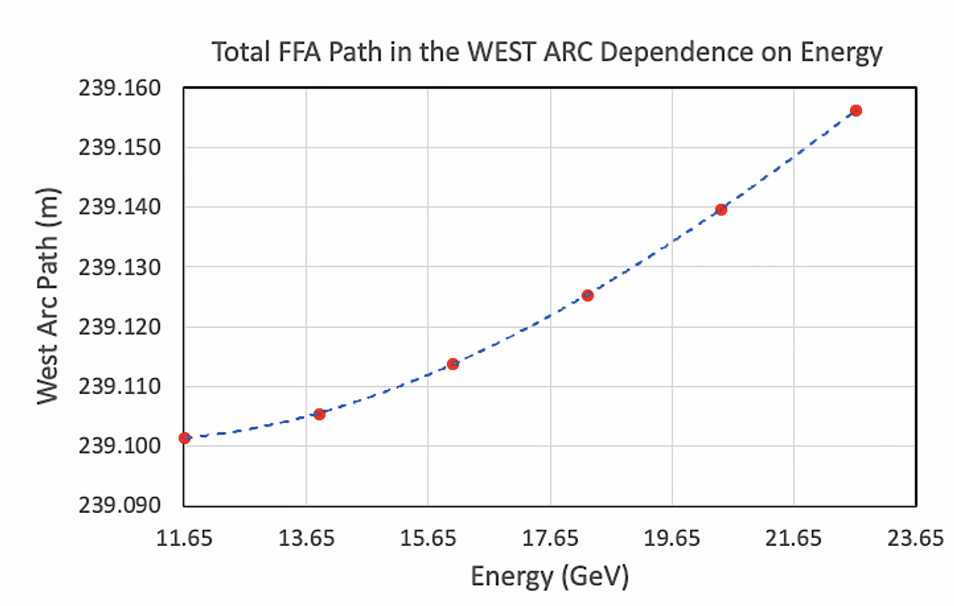 Total FFA Path in the WEST ARC Dependence on Energy
239.160
239.150
239.140
239.130
239.120
239.110
239.100
239.090
West Arc Path (m)
11.65 13.65 15.65 17.65 19.65 21.65 23.65
Energy (GeV)